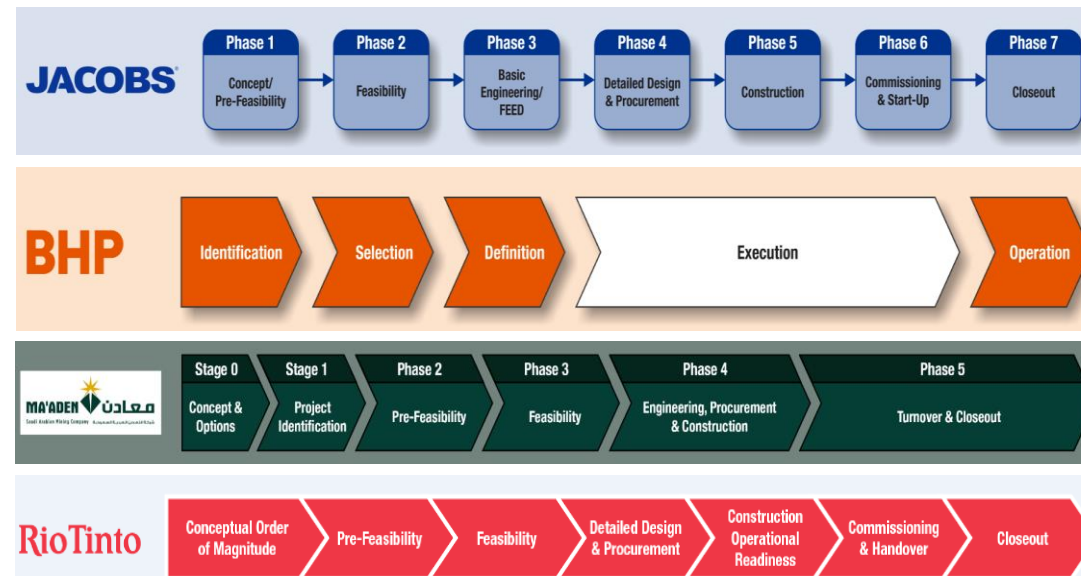 JACOBS
Phase 1
Concept/
Pre-Feasibility
Phase 2
Feasibility
Phase 3
Basic
Engineering/
FEED
Phase 4
Detailed Design
& Procurement
Phase 5
Construction
Phase 6
Commissioning
& Start-Up
Phase 7
Closeout
BHP
Identification
Selection
Definition
Execution
Operation
MA'ADEN معادن
Saudi Arabian Mining Company
Stage 0
Concept &
Options
Stage 1
Project
Identification
Phase 2
Pre-Feasibility
Phase 3
Feasibility
Phase 4
Engineering, Procurement
& Construction
Phase 5
Turnover & Closeout
RioTinto
Conceptual Order
of Magnitude
Pre-Feasibility
Feasibility
Detailed Design
& Procurement
Construction
Operational
Readiness
Commissioning
& Handover
Closeout